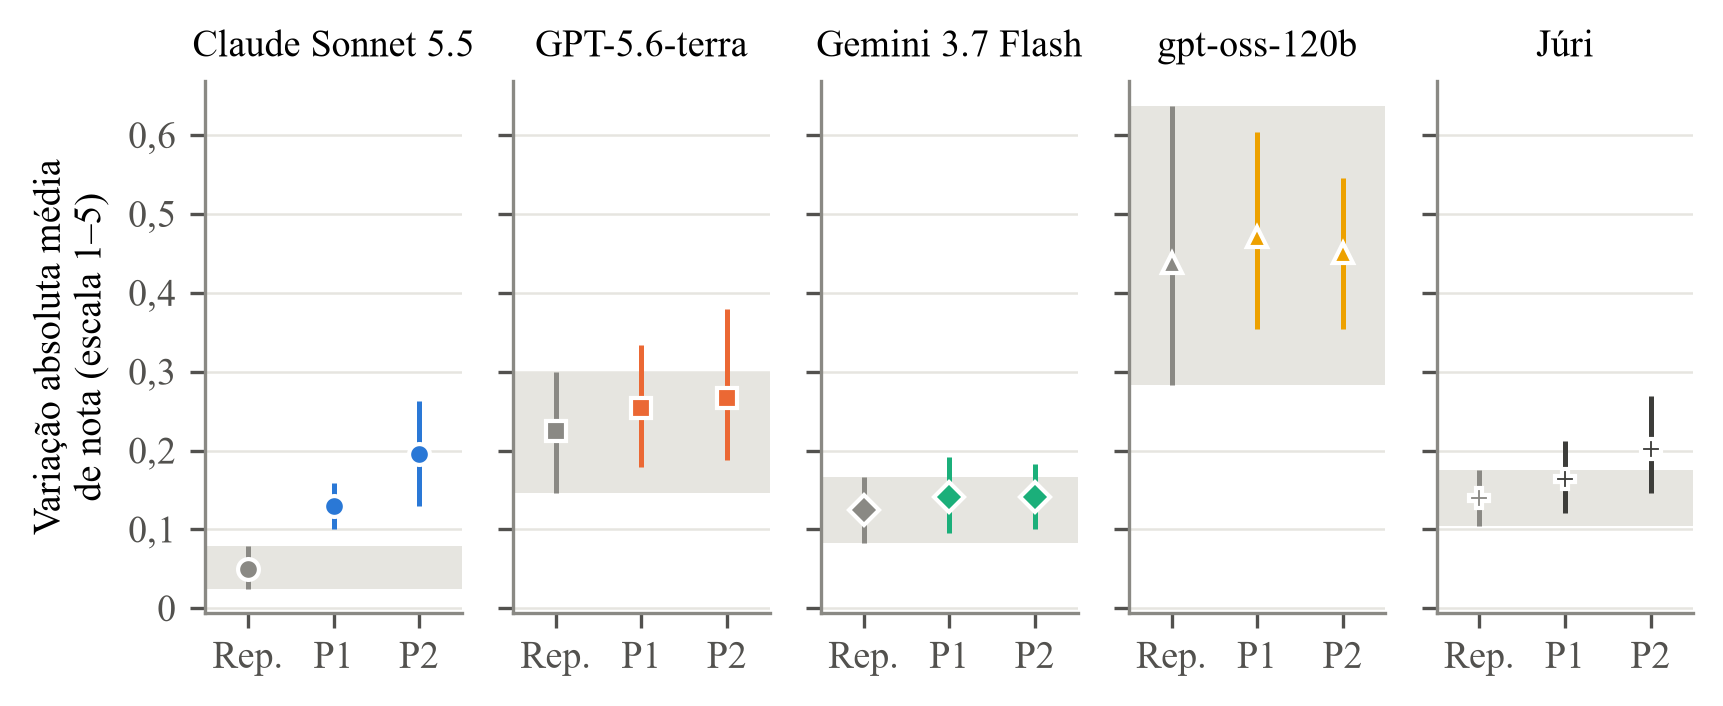 Claude Sonnet 5.5
GPT-5.6-terra
Gemini 3.7 Flash
gpt-oss-120b
Júri
Variação absoluta média
de nota (escala 1–5)
0,6
0,5
0,4
0,3
0,2
0,1
0
Rep. P1 P2
Rep. P1 P2
Rep. P1 P2
Rep. P1 P2
Rep. P1 P2